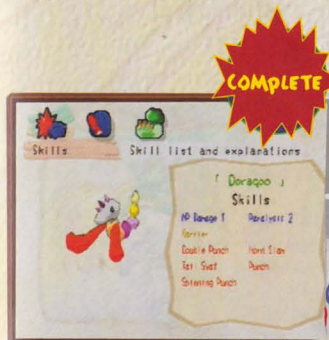 COMPLETE
Skills Skill list and explanations
「 Doragoo 」
Skills
MP Damage 1 Paralysis 2
Barrier
Double Punch Horn Slam
Tail Swat Punch
Spinning Punch